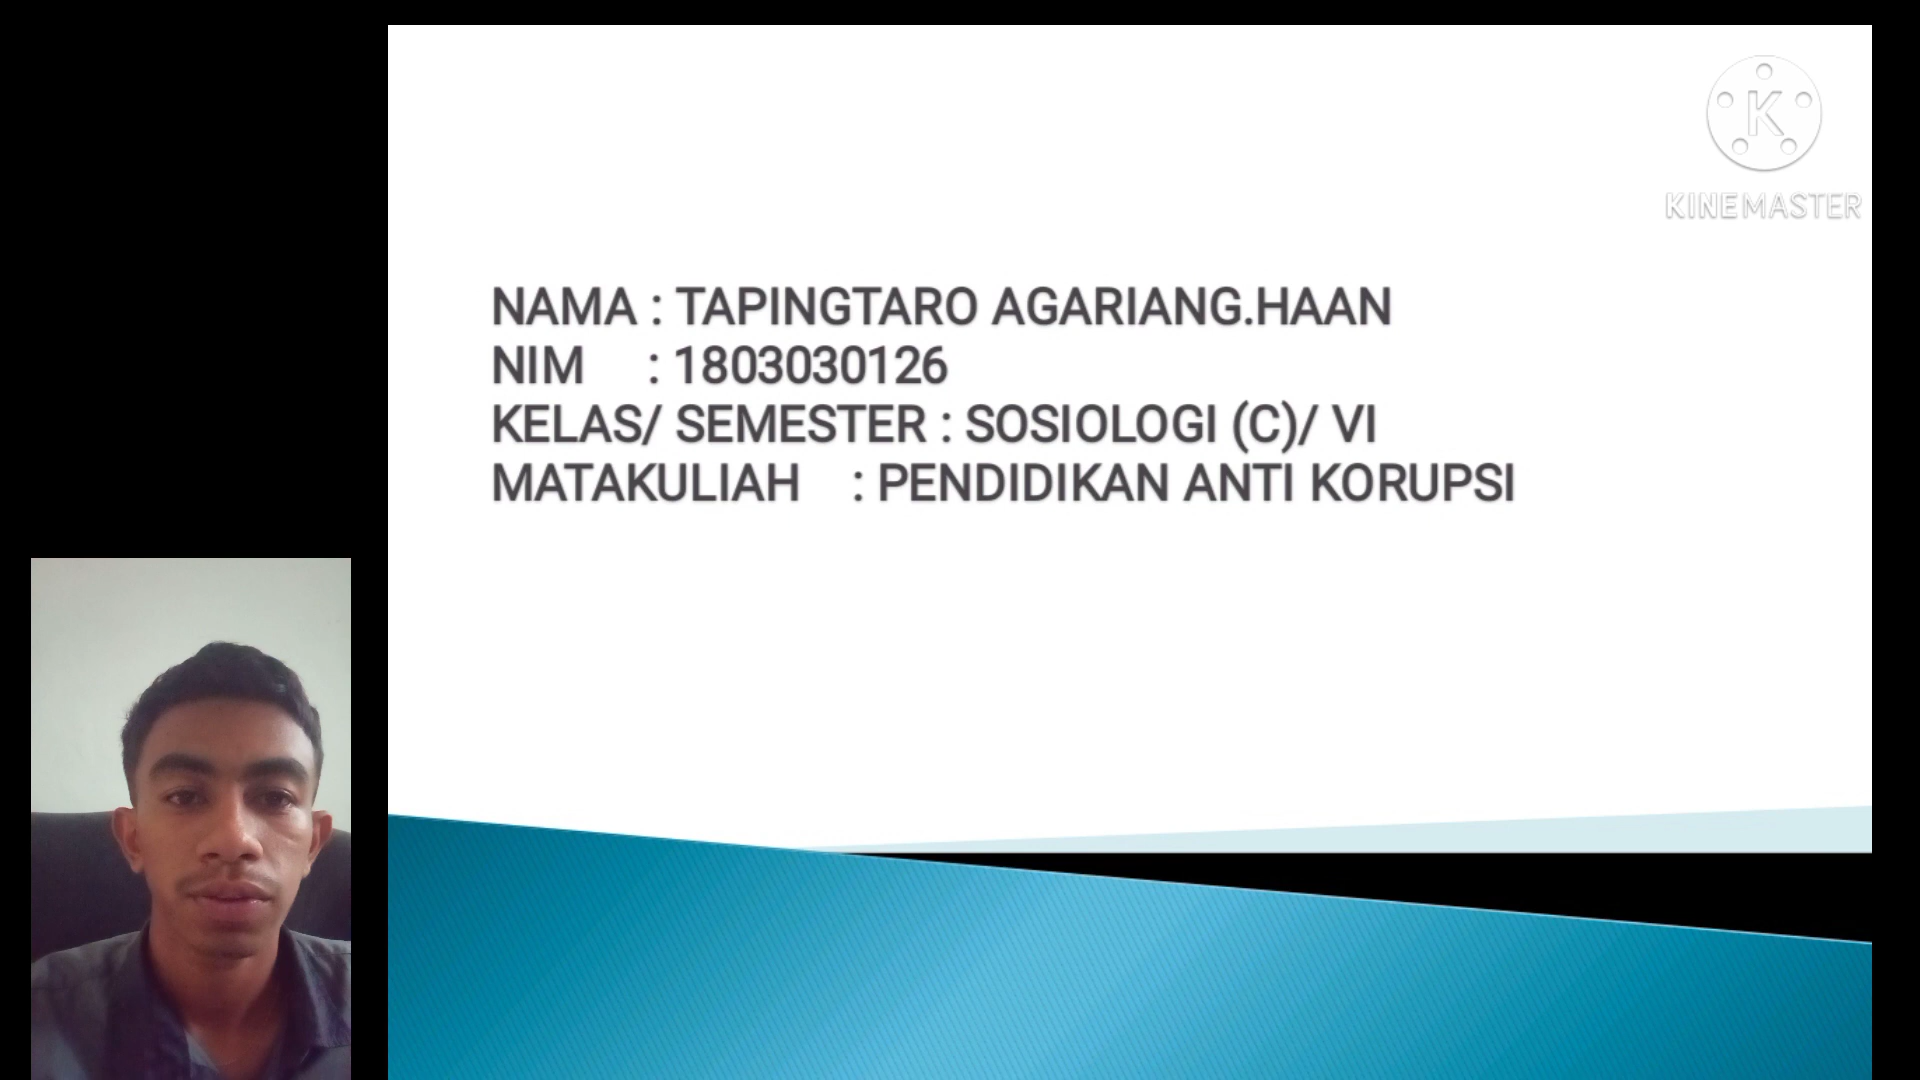 K
KINEMASTER
NAMA : TAPINGTARO AGARIANG.HAAN
NIM : 1803030126
KELAS/ SEMESTER : SOSIOLOGI (C)/ VI
MATAKULIAH : PENDIDIKAN ANTI KORUPSI